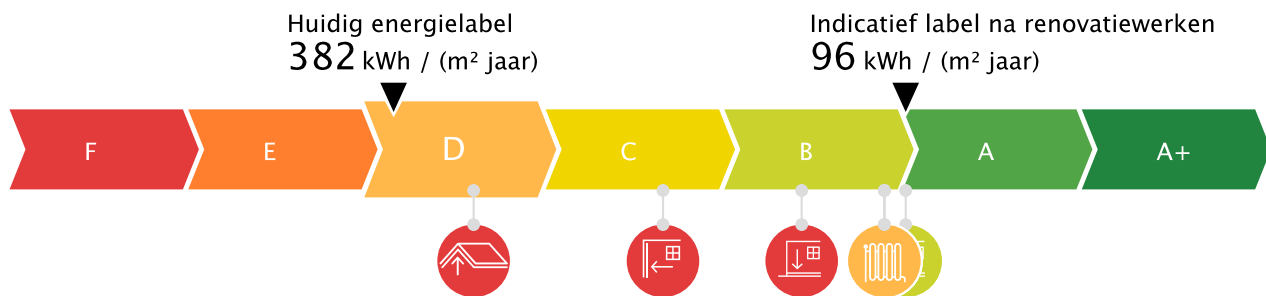 Huidig energielabel
382 kWh / (m² jaar)
Indicatief label na renovatiewerken
96 kWh / (m² jaar)
F E D C B A A+